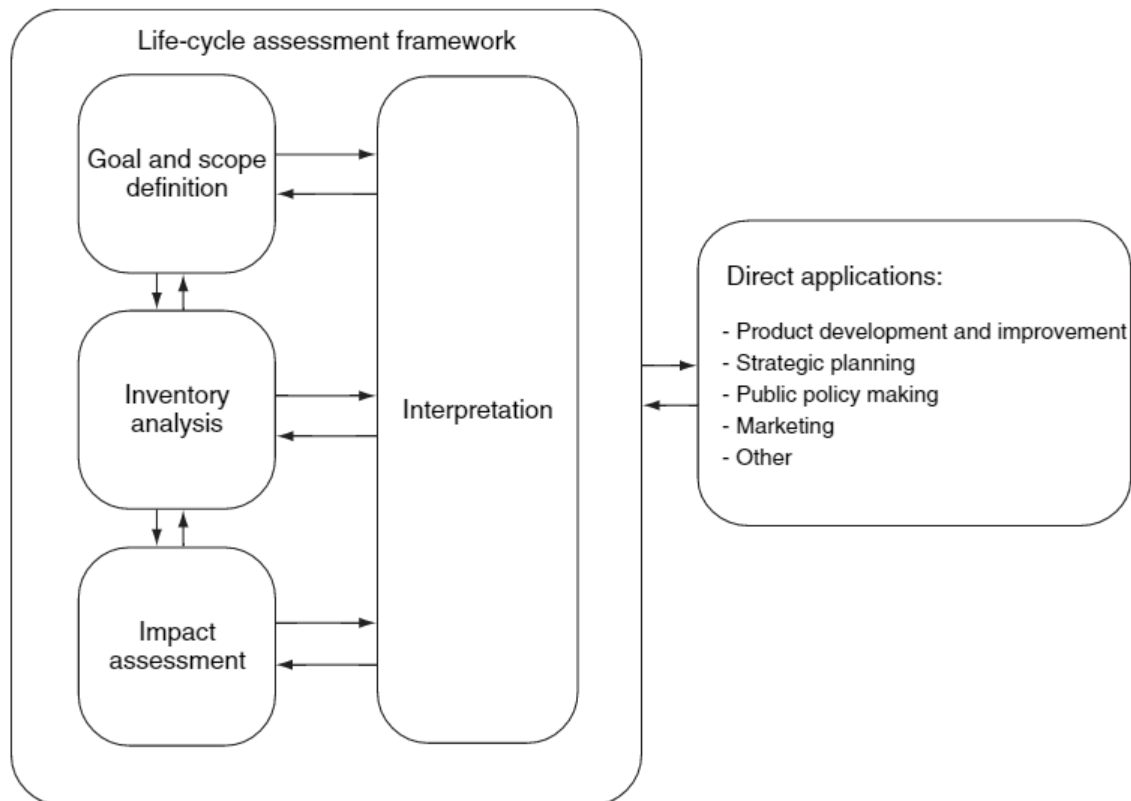 Life-cycle assessment framework
Goal and scope
definition
Inventory
analysis
Impact
assessment
Interpretation
Direct applications:
- Product development and improvement
- Strategic planning
- Public policy making
- Marketing
- Other